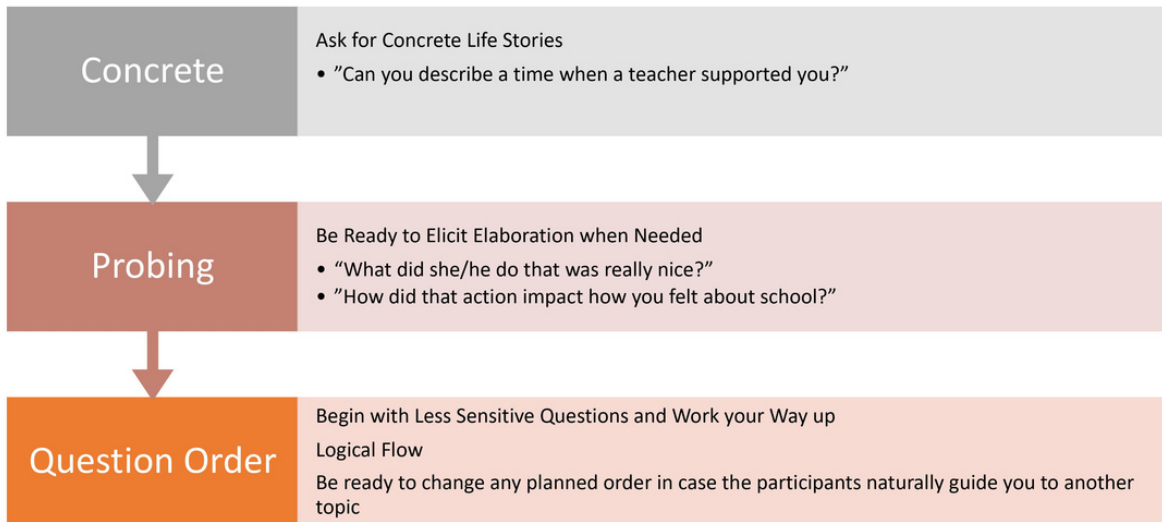 Concrete
Ask for Concrete Life Stories
• ”Can you describe a time when a teacher supported you?”
Probing
Be Ready to Elicit Elaboration when Needed
• “What did she/he do that was really nice?”
• ”How did that action impact how you felt about school?”
Question Order
Begin with Less Sensitive Questions and Work your Way up
Logical Flow
Be ready to change any planned order in case the participants naturally guide you to another
topic